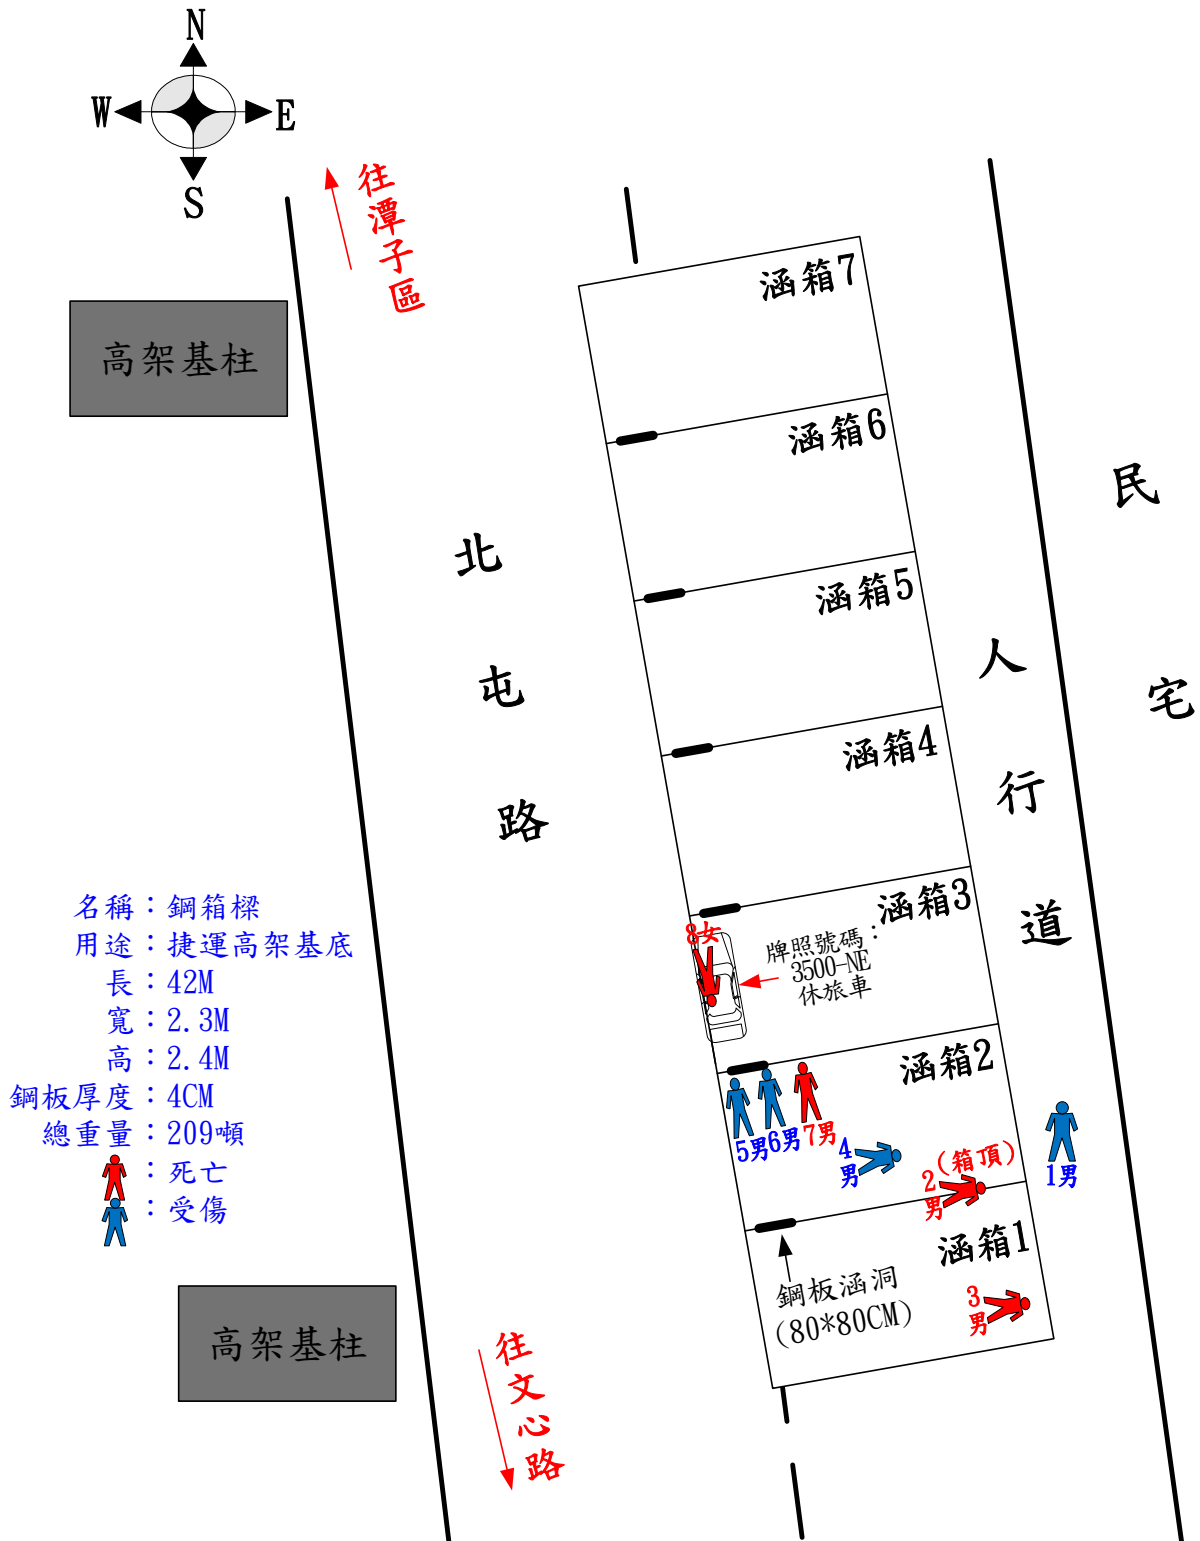 N
W
E
S
往潭子區
高架基柱
涵箱7
涵箱6
涵箱5
涵箱4
涵箱3
涵箱2
涵箱1
北屯路
人行道
民宅
8女
牌照號碼：
3500-NE
休旅車
5男
6男
7男
4男
2男
(箱頂)
1男
3男
鋼板涵洞
(80*80CM)
名稱：鋼箱樑
用途：捷運高架基底
長：42M
寬：2.3M
高：2.4M
鋼板厚度：4CM
總重量：209噸
：死亡
：受傷
高架基柱
往文心路